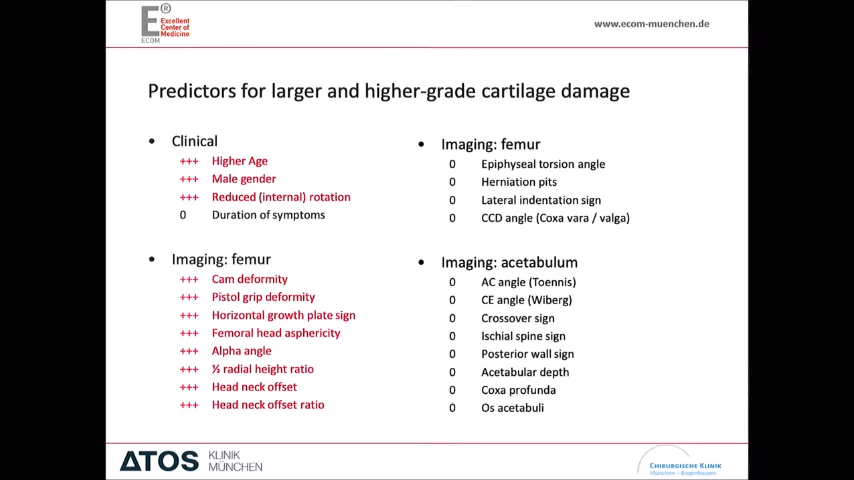 E®
Excellent
Center of
Medicine
ECOM
www.ecom-muenchen.de
Predictors for larger and higher-grade cartilage damage
• Clinical
+++ Higher Age
+++ Male gender
+++ Reduced (internal) rotation
0 Duration of symptoms
• Imaging: femur
+++ Cam deformity
+++ Pistol grip deformity
+++ Horizontal growth plate sign
+++ Femoral head asphericity
+++ Alpha angle
+++ ½ radial height ratio
+++ Head neck offset
+++ Head neck offset ratio
• Imaging: femur
0 Epiphyseal torsion angle
0 Herniation pits
0 Lateral indentation sign
0 CCD angle (Coxa vara / valga)
• Imaging: acetabulum
0 AC angle (Toennis)
0 CE angle (Wiberg)
0 Crossover sign
0 Ischial spine sign
0 Posterior wall sign
0 Acetabular depth
0 Coxa profunda
0 Os acetabuli
ATOS KLINIK
MÜNCHEN
CHIRURGISCHE KLINIK
München - Bogenhausen